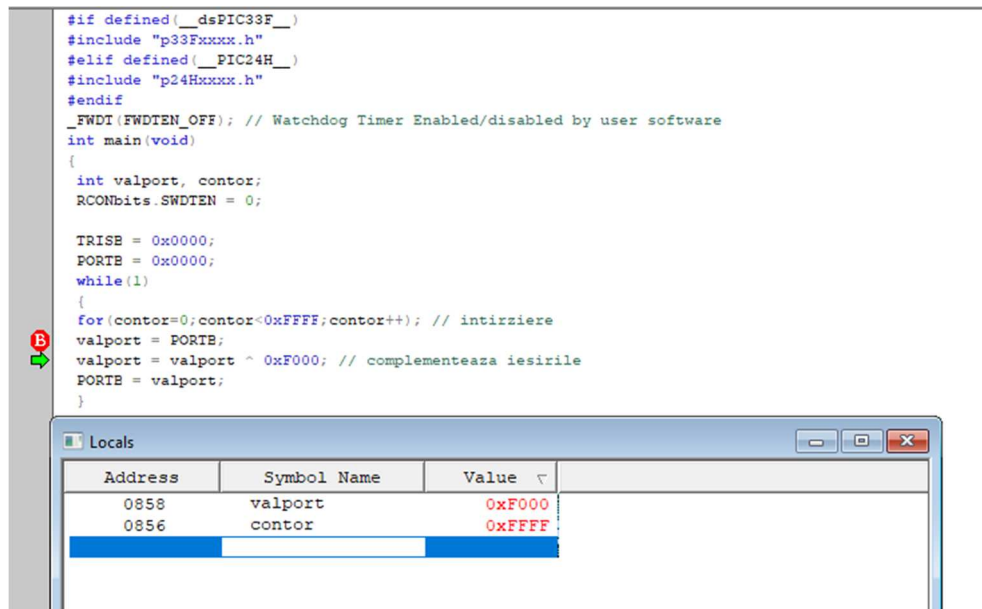 #if defined(__dsPIC33F__)
#include "p33Fxxxx.h"
#elif defined(__PIC24H__)
#include "p24Hxxxx.h"
#endif
_FWDT(FWDTEN_OFF); // Watchdog Timer Enabled/disabled by user software
int main(void)
{
int valport, contor;
RCONbits.SWDTEN = 0;
TRISB = 0x0000;
PORTB = 0x0000;
while(1)
{
for(contor=0;contor<0xFFFF;contor++); // intirziere
B valport = PORTB;
valport = valport ^ 0xF000; // complementeaza iesirile
PORTB = valport;
}
Locals
Address Symbol Name Value
0858 valport 0xF000
0856 contor 0xFFFF